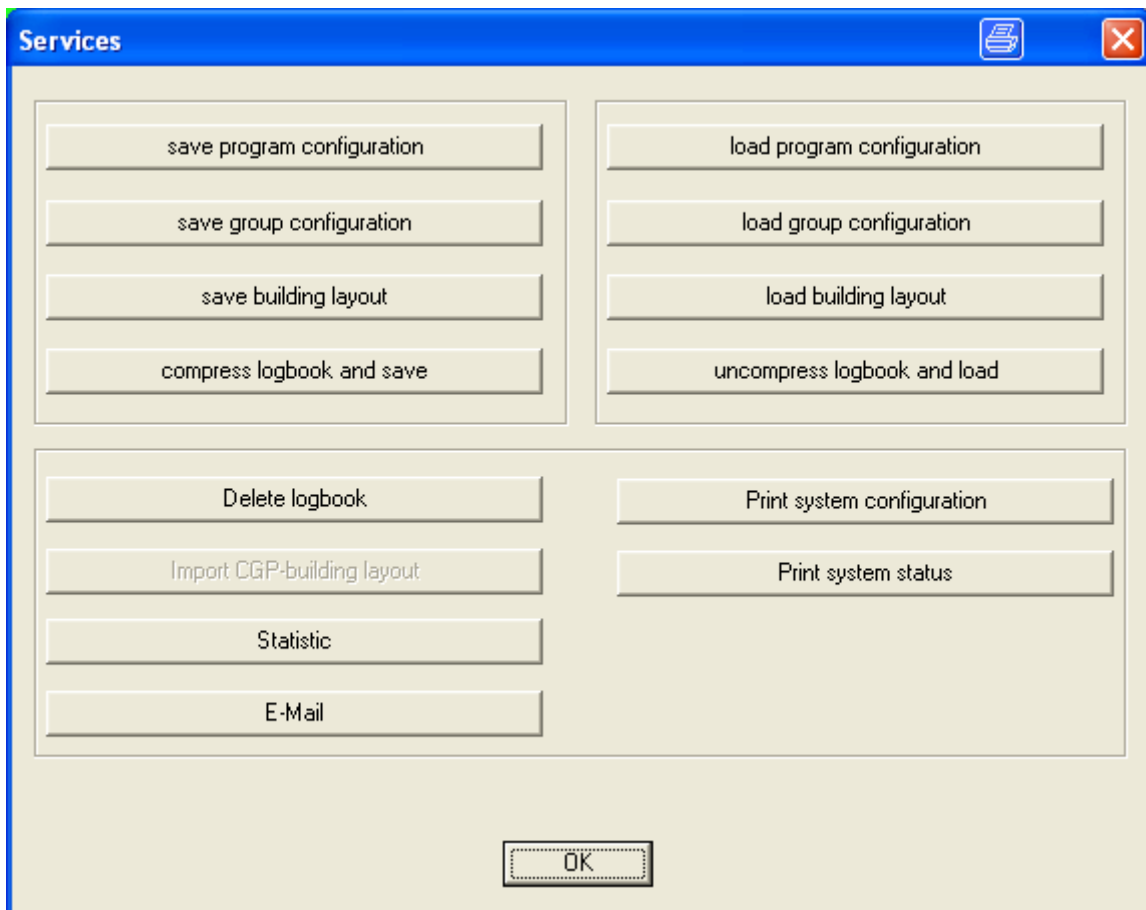 Services
save program configuration
save group configuration
save building layout
compress logbook and save
load program configuration
load group configuration
load building layout
uncompress logbook and load
Delete logbook
Import CGP-building layout
Statistic
E-Mail
Print system configuration
Print system status
OK